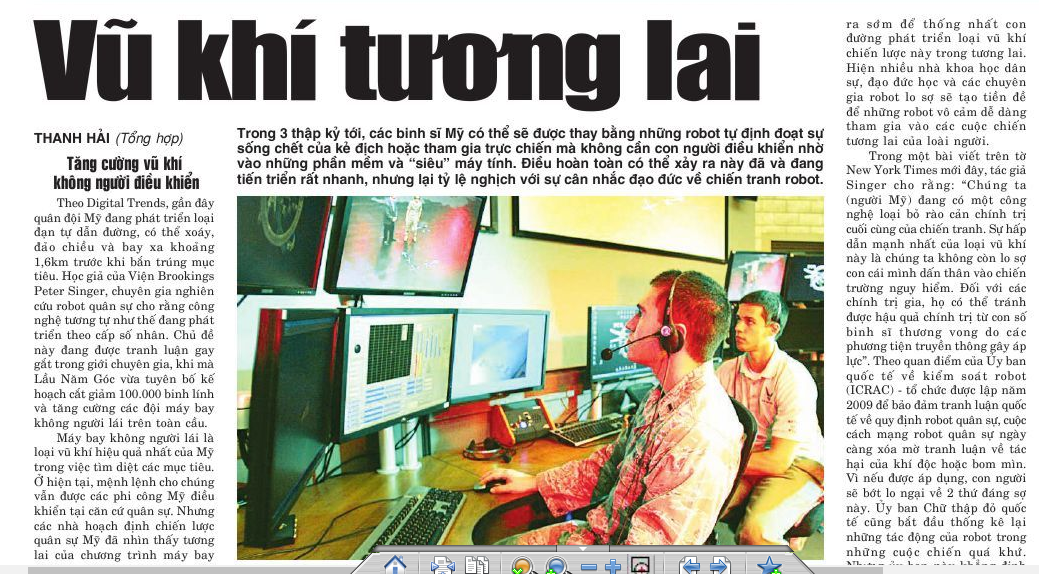 Vũ khí tương lai
THANH HẢI (Tổng hợp)
Tăng cường vũ khí
không người điều khiển
Theo Digital Trends, gần đây
quân đội Mỹ đang phát triển loại
đạn tự dẫn đường, có thể xoáy,
đảo chiều và bay xa khoảng
1,6km trước khi bắn trúng mục
tiêu. Học giả của Viện Brookings
Peter Singer, chuyên gia nghiên
cứu robot quân sự cho rằng công
nghệ tương tự như thế đang phát
triển theo cấp số nhân. Chủ đề
này đang được tranh luận gay
gắt trong giới chuyên gia, khi mà
Lầu Năm Góc vừa tuyên bố kế
hoạch cắt giảm 100.000 binh lính
và tăng cường các đội máy bay
không người lái trên toàn cầu.
Máy bay không người lái là
loại vũ khí hiệu quả nhất của Mỹ
trong việc tìm diệt các mục tiêu.
Ở hiện tại, mệnh lệnh cho chúng
vẫn được các phi công Mỹ điều
khiển tại căn cứ quân sự. Nhưng
các nhà hoạch định chiến lược
quân sự Mỹ đã nhìn thấy tương
lai của chương trình máy bay
Trong 3 thập kỷ tới, các binh sĩ Mỹ có thể sẽ được thay bằng những robot tự định đoạt sự
sống chết của kẻ địch hoặc tham gia trực chiến mà không cần con người điều khiển nhờ
vào những phần mềm và “siêu” máy tính. Điều hoàn toàn có thể xảy ra này đã và đang
tiến triển rất nhanh, nhưng lại tỷ lệ nghịch với sự cân nhắc đạo đức về chiến tranh robot.
ra sớm để thống nhất con
đường phát triển loại vũ khí
chiến lược này trong tương lai.
Hiện nhiều nhà khoa học dân
sự, đạo đức học và các chuyên
gia robot lo sợ sẽ tạo tiền đề
để những robot vô cảm dễ dàng
tham gia vào các cuộc chiến
tương lai của loài người.
Trong một bài viết trên tờ
New York Times mới đây, tác giả
Singer cho rằng: “Chúng ta
(người Mỹ) đang có một công
nghệ loại bỏ rào cản chính trị
cuối cùng của chiến tranh. Sự hấp
dẫn mạnh nhất của loại vũ khí
này là chúng ta không còn lo sợ
con cái mình dấn thân vào chiến
trường nguy hiểm. Đối với các
chính trị gia, họ có thể tránh
được hậu quả chính trị từ con số
binh sĩ thương vong do các
phương tiện truyền thông gây áp
lực”. Theo quan điểm của Ủy ban
quốc tế về kiểm soát robot
(ICRAC) - tổ chức được lập năm
2009 để bảo đảm tranh luận quốc
tế về quy định robot quân sự, cuộc
cách mạng robot quân sự ngày
càng xóa mờ tranh luận về tác
hại của khí độc hoặc bom mìn.
Vì nếu được áp dụng, con người
sẽ bớt lo ngại về 2 thứ đáng sợ
này. Ủy ban Chữ thập đỏ quốc
tế cũng bắt đầu thống kê lại
những tác động của robot trong
những cuộc chiến quá khứ.